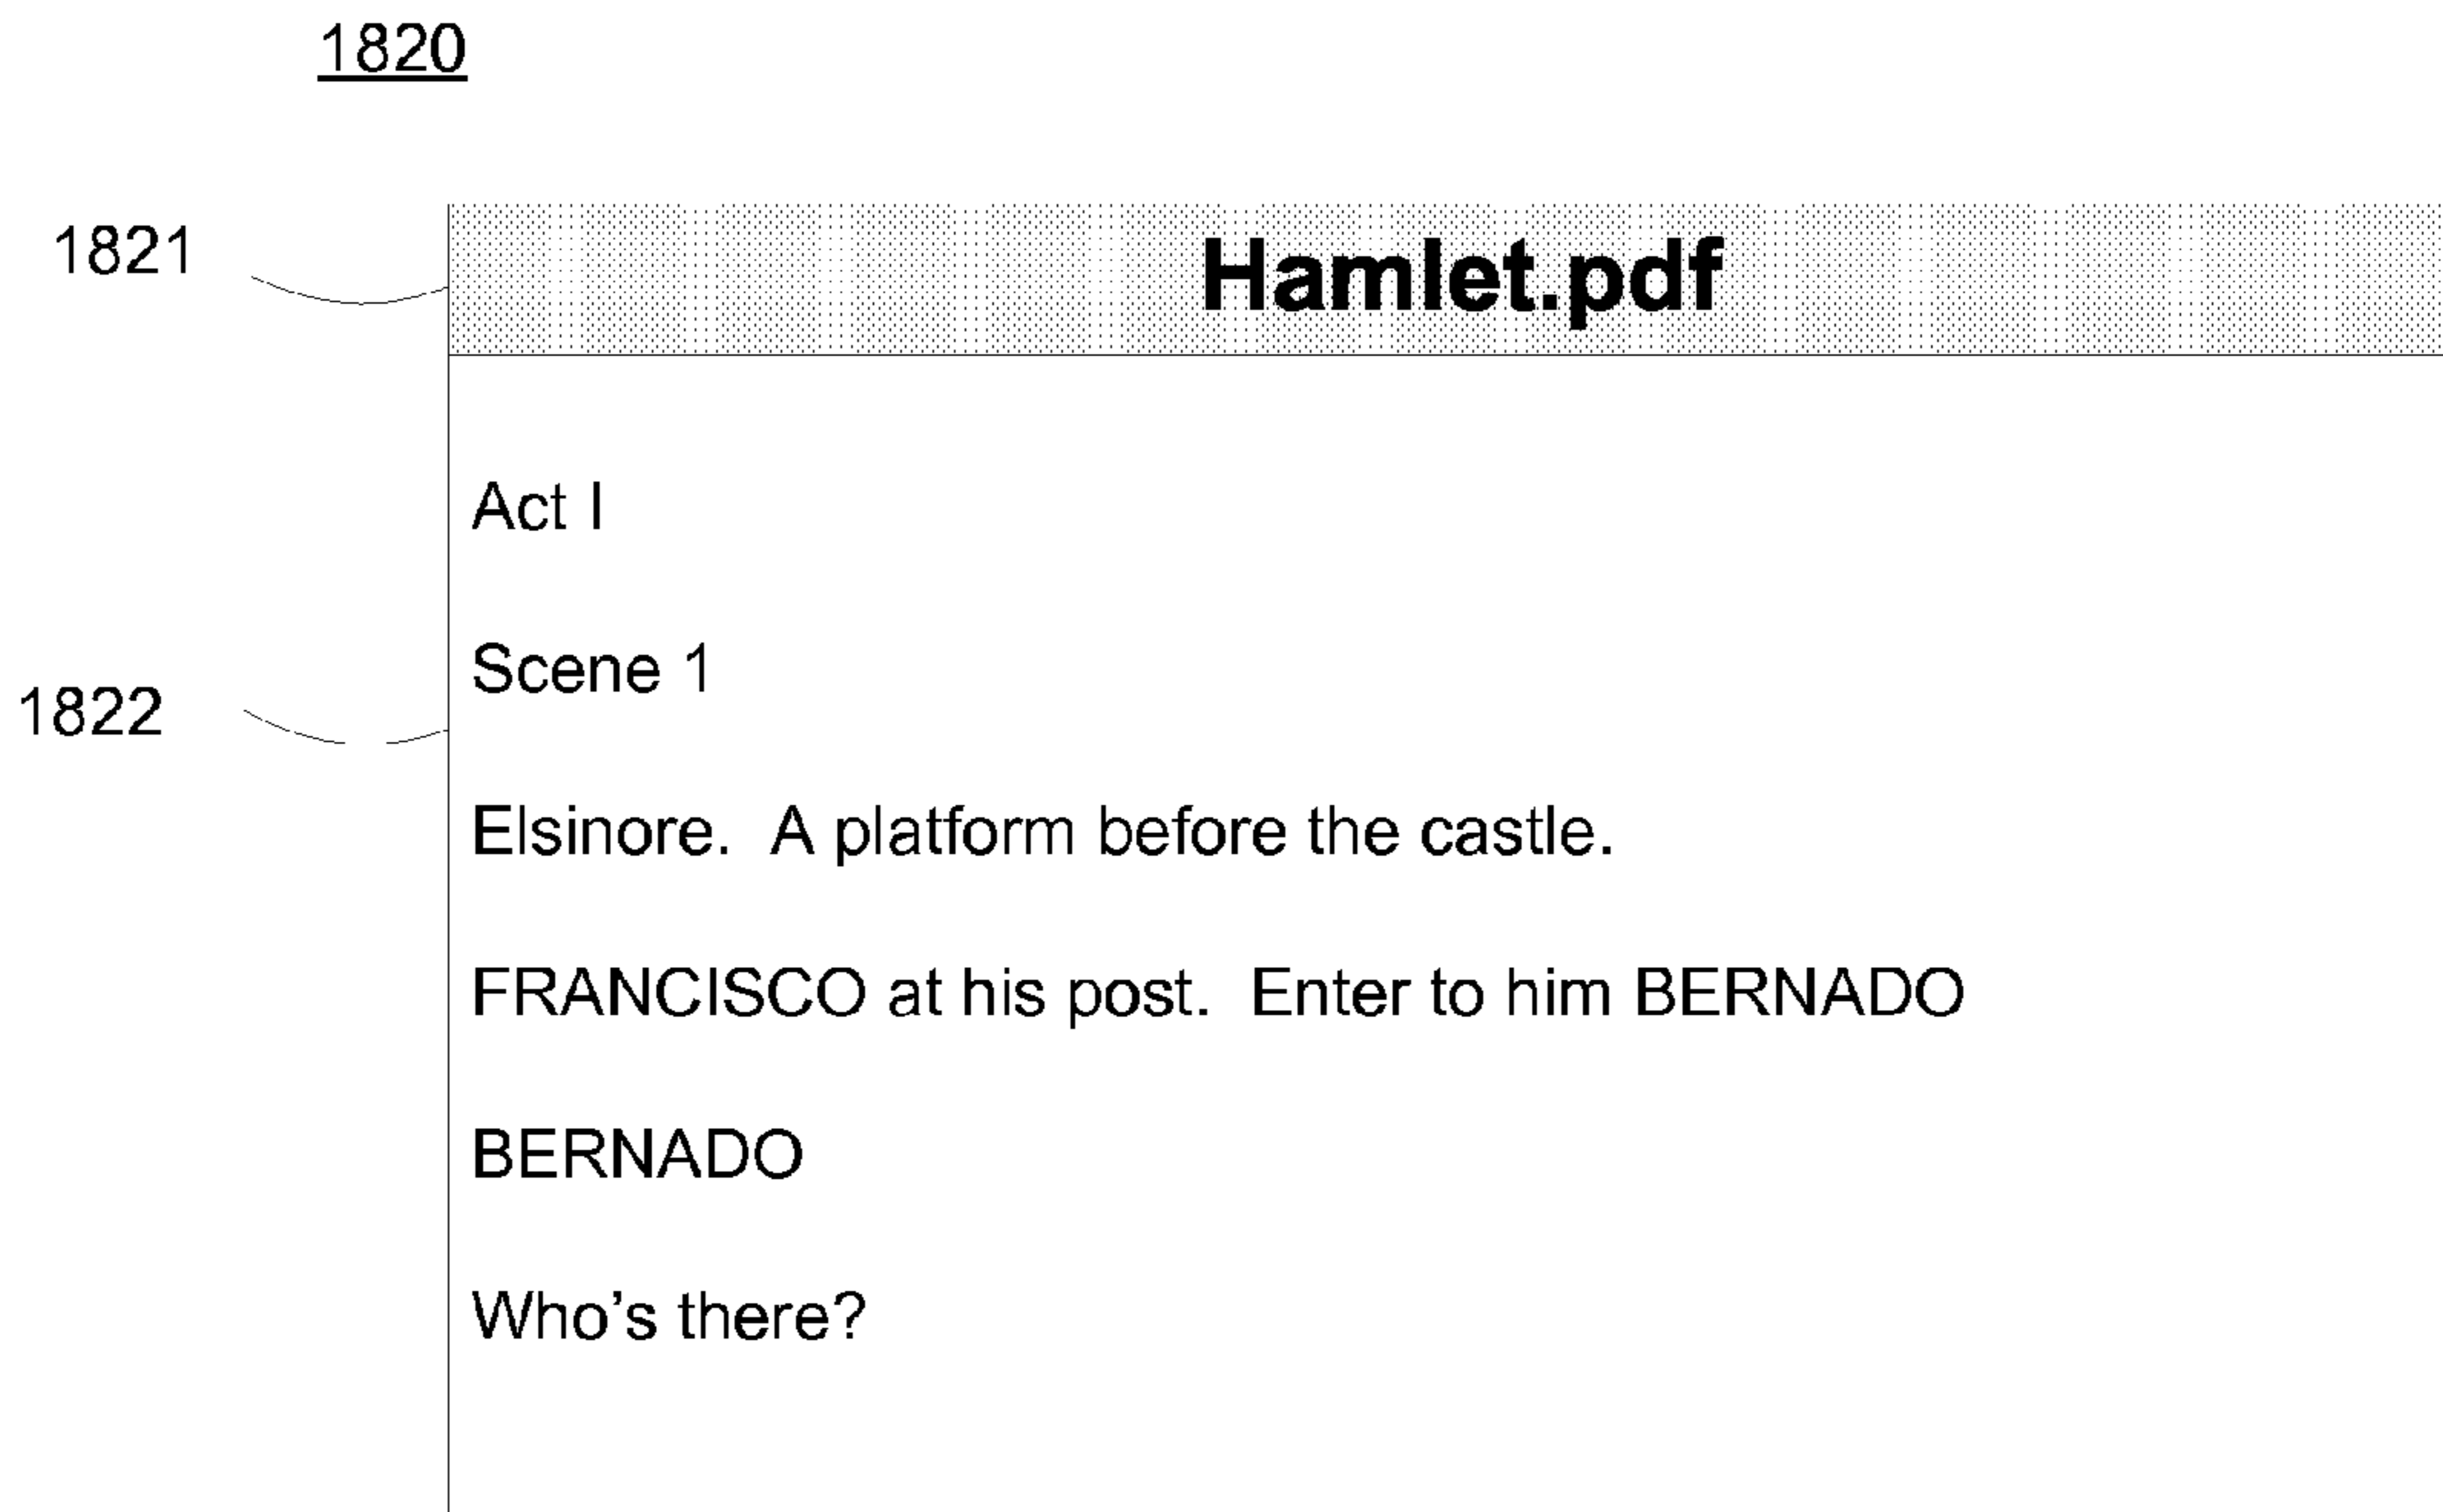 1820
1821
Hamlet.pdf
Act I
Scene 1
1822
Elsinore.  A platform before the castle.
FRANCISCO at his post.  Enter to him BERNADO
BERNADO
Who’s there?